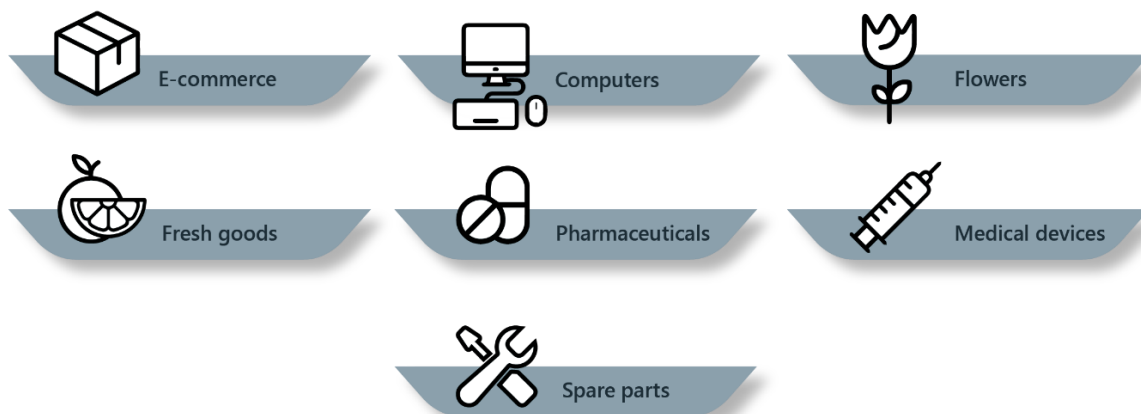 E-commerce
Computers
Flowers
Fresh goods
Pharmaceuticals
Medical devices
Spare parts